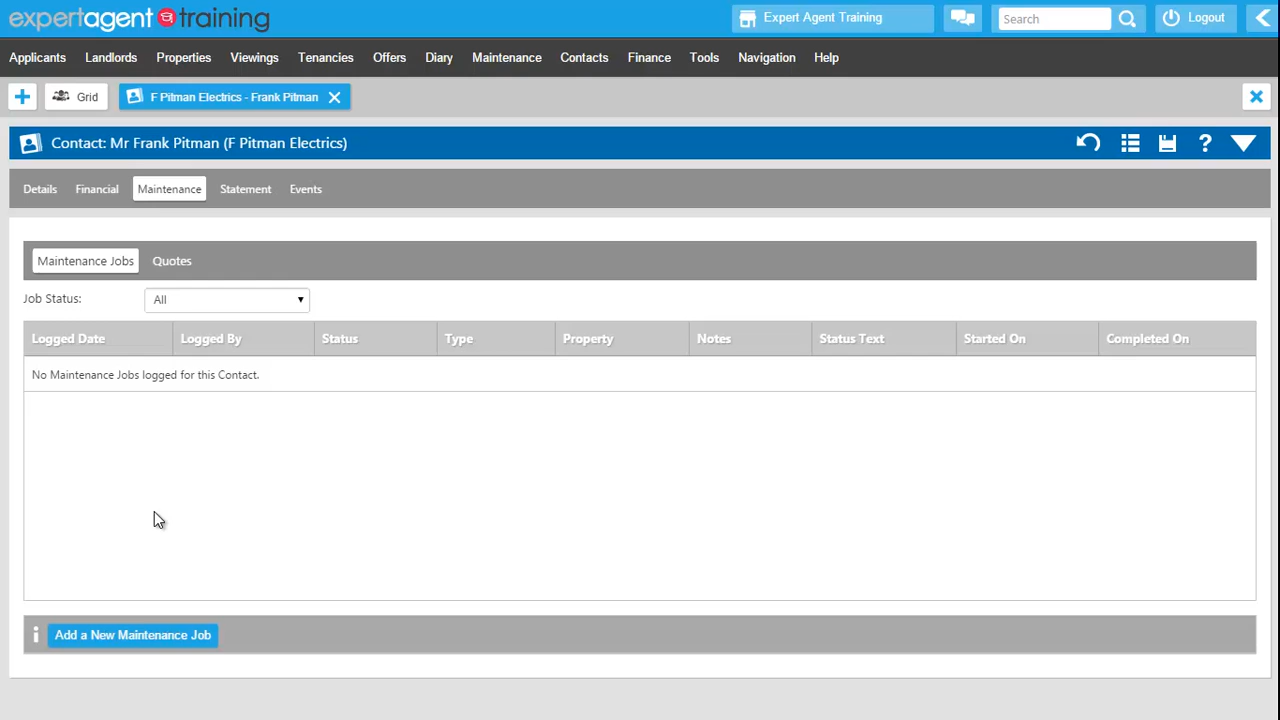 expertagent training
Expert Agent Training
Search
Logout
Applicants Landlords Properties Viewings Tenancies Offers Diary Maintenance Contacts Finance Tools Navigation Help
Grid
F Pitman Electrics - Frank Pitman
Contact: Mr Frank Pitman (F Pitman Electrics)
?
Details Financial Maintenance Statement Events
Maintenance Jobs Quotes
Job Status: All
Logged Date Logged By Status Type Property Notes Status Text Started On Completed On
No Maintenance Jobs logged for this Contact.
Add a New Maintenance Job